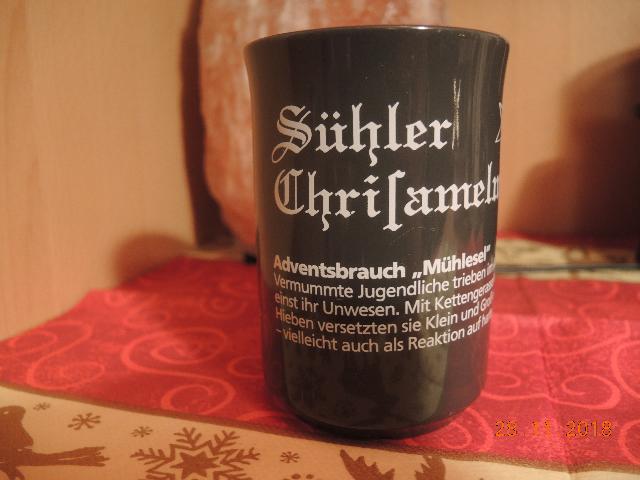 Sühler
Chriſameln
Adventsbrauch „Mühlesel“
Vermummte Jugendliche trieben
einst ihr Unwesen. Mit
Hieben versetzten sie Klein und
– vielleicht auch als Reaktion auf
28 11 2018